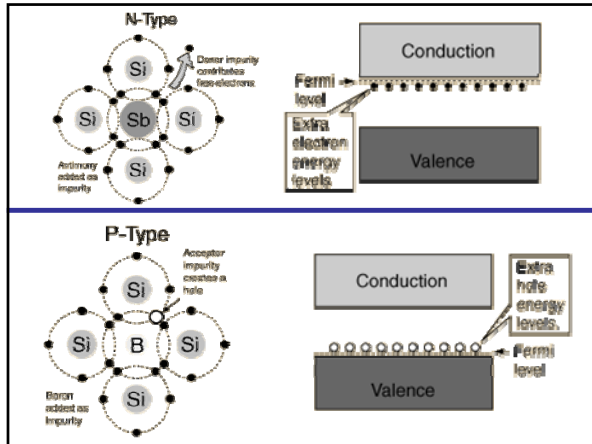 N-Type
Si
Donor impurity
contributes
free electrons
Si
Sb
Si
Antimony
added as
impurity
Si
Conduction
Fermi
level
Extra
electron
energy
levels.
Valence
P-Type
Acceptor
impurity
creates a
hole
Si
Si
B
Si
Boron
added as
impurity
Si
Conduction
Extra
hole
energy
levels.
Fermi
level
Valence